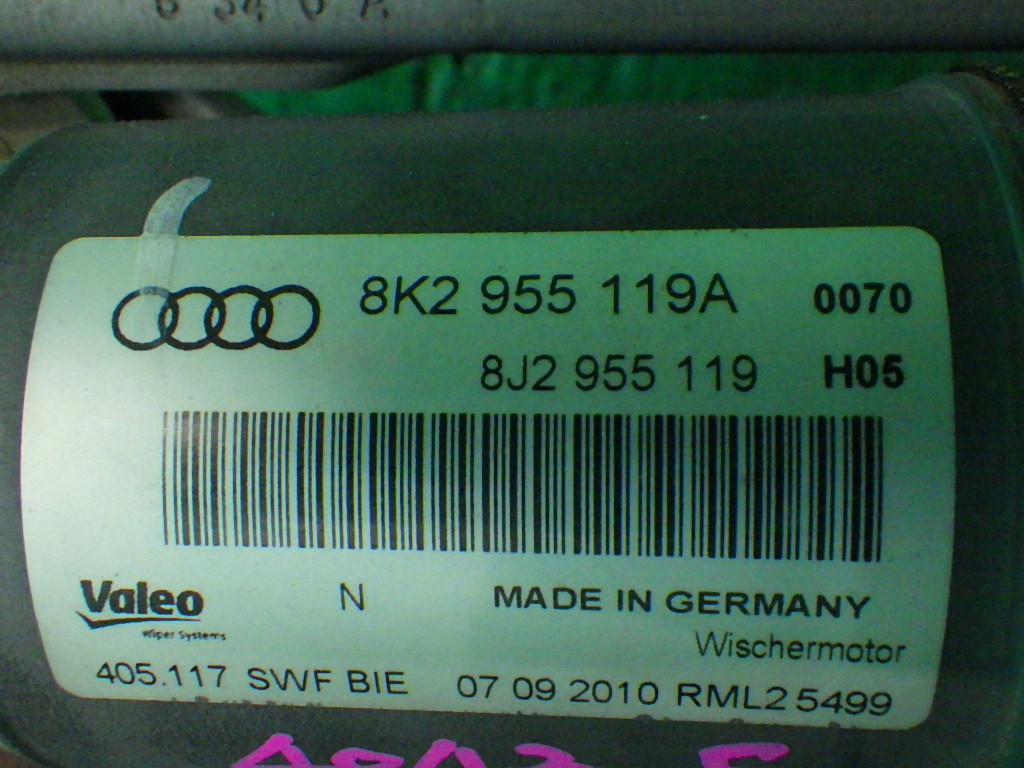 8K2 955 119A 0070
8J2 955 119 H05
Valeo N MADE IN GERMANY
Wiper Systems Wischermotor
405.117 SWF BIE 07 09 2010 RML2 5499